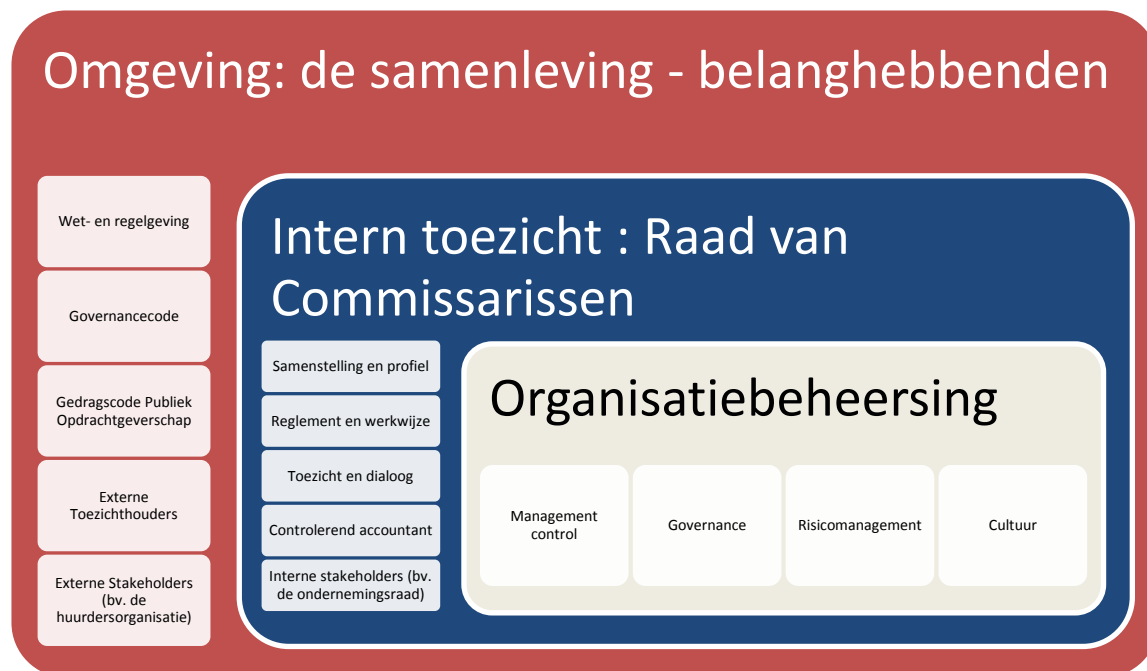 Omgeving: de samenleving - belanghebbenden
Wet- en regelgeving
Governancecode
Gedragscode Publiek
Opdrachtgeverschap
Externe
Toezichthouders
Externe Stakeholders
(bv. de
huurdersorganisatie)
Intern toezicht : Raad van
Commissarissen
Samenstelling en profiel
Reglement en werkwijze
Toezicht en dialoog
Controlerend accountant
Interne stakeholders (bv.
de ondernemingsraad)
Organisatiebeheersing
Management
control
Governance
Risicomanagement
Cultuur